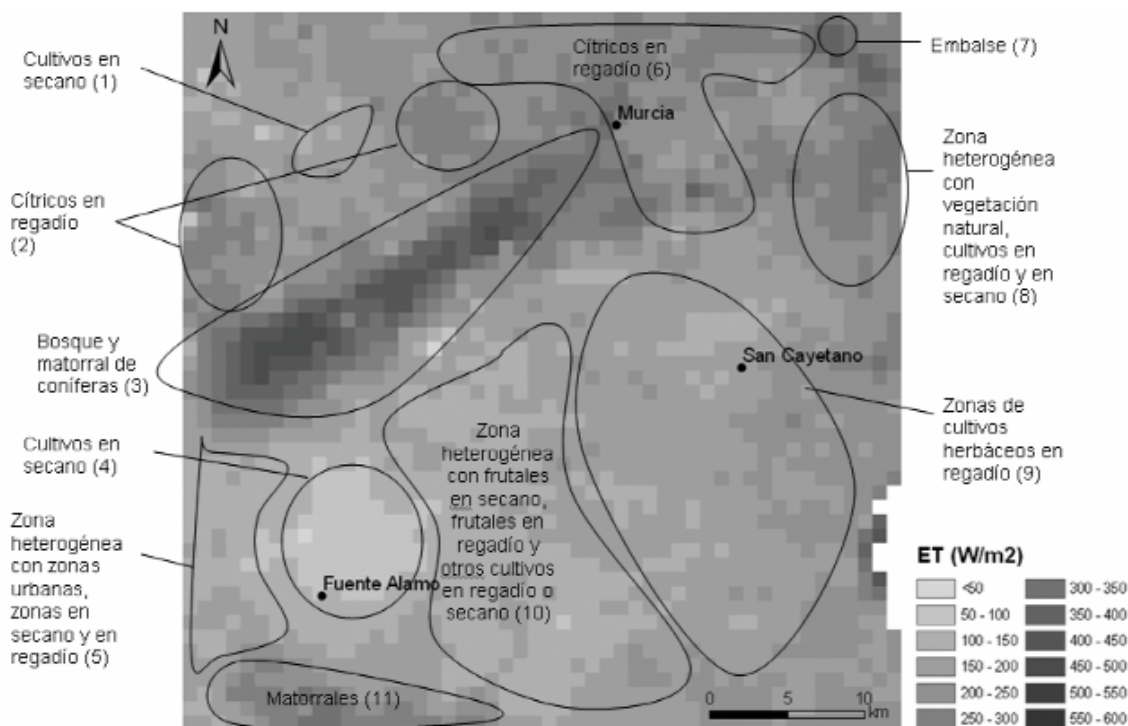 N
Cultivos en
secano (1)
Cítricos en
regadío (6)
Embalse (7)
Murcia
Zona
heterogénea
con
vegetación
natural,
cultivos en
regadío y en
secano (8)
Cítricos en
regadío
(2)
Bosque y
matorral de
coníferas (3)
San Cayetano
Zonas de
cultivos
herbáceos en
regadío (9)
Cultivos en
secano (4)
Zona
heterogénea
con frutales
en secano,
frutales en
regadío y
otros cultivos
en regadío o
secano (10)
Zona
heterogénea
con zonas
urbanas,
zonas en
secano y en
regadío (5)
Fuente Alamo
Matorrales (11)
0 5 10
km
ET (W/m2)
<50
50 - 100
100 - 150
150 - 200
200 - 250
250 - 300
300 - 350
350 - 400
400 - 450
450 - 500
500 - 550
550 - 600